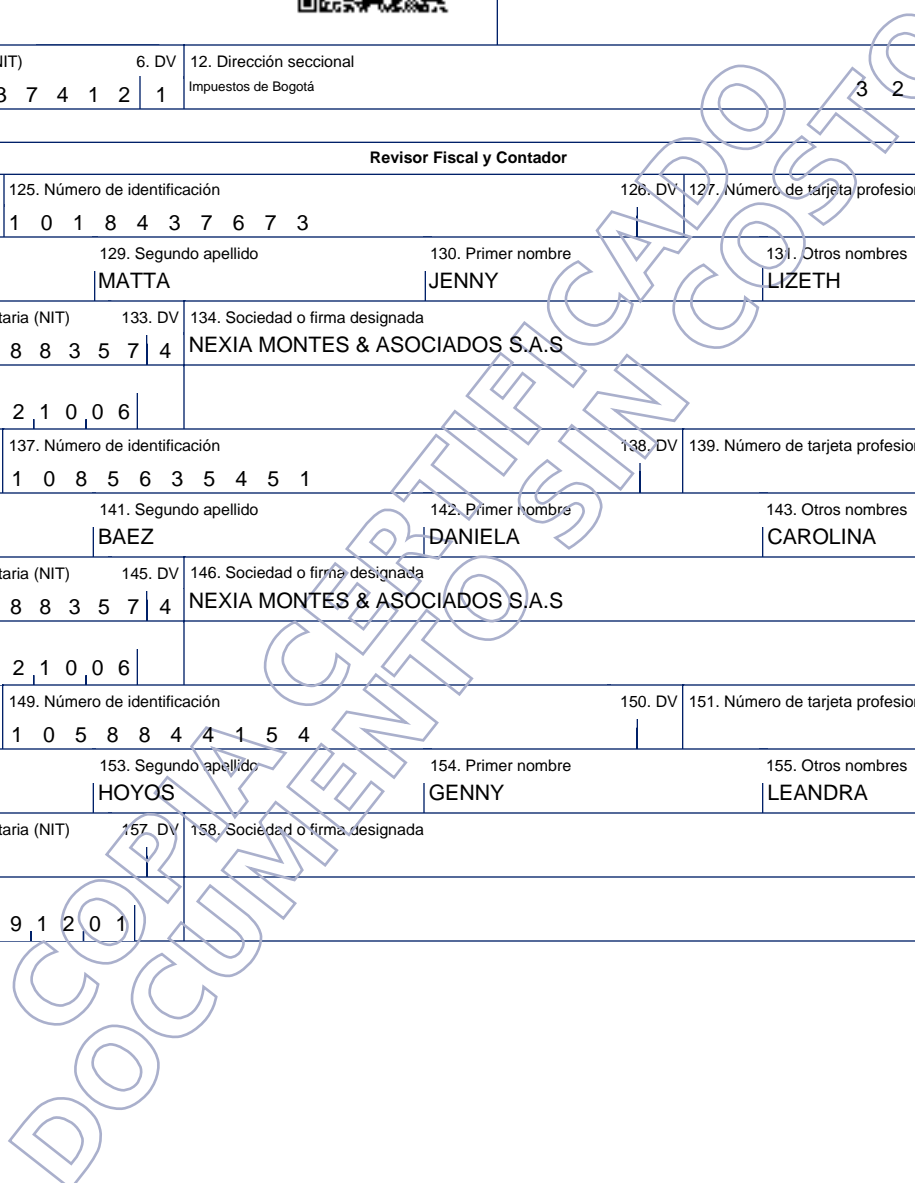 NIT) 6. DV 12. Dirección seccional
8 7 4 1 2 1 Impuestos de Bogotá 3 2
Revisor Fiscal y Contador
125. Número de identificación 126. DV 127. Número de tarjeta profesion
1 0 1 8 4 3 7 6 7 3
129. Segundo apellido 130. Primer nombre 131. Otros nombres
MATTA JENNY LIZETH
taria (NIT) 133. DV 134. Sociedad o firma designada
8 8 3 5 7 4 NEXIA MONTES & ASOCIADOS S.A.S
2 1 0 0 6
137. Número de identificación 138. DV 139. Número de tarjeta profesion
1 0 8 5 6 3 5 4 5 1
141. Segundo apellido 142. Primer nombre 143. Otros nombres
BAEZ DANIELA CAROLINA
taria (NIT) 145. DV 146. Sociedad o firma designada
8 8 3 5 7 4 NEXIA MONTES & ASOCIADOS S.A.S
2 1 0 0 6
149. Número de identificación 150. DV 151. Número de tarjeta profesion
1 0 5 8 8 4 4 1 5 4
153. Segundo apellido 154. Primer nombre 155. Otros nombres
HOYOS GENNY LEANDRA
taria (NIT) 157. DV 158. Sociedad o firma designada
9 1 2 0 1
COPIA CERTIFICADO
DOCUMENTO SIN COSTO